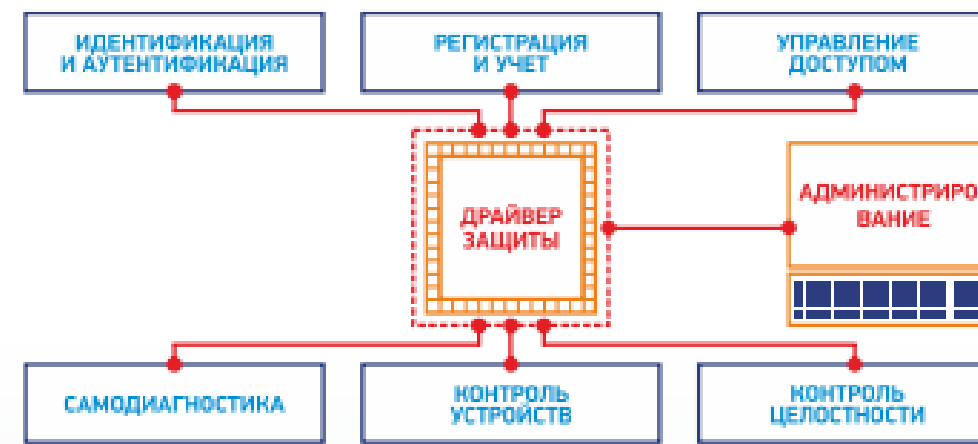 ИДЕНТИФИКАЦИЯ
И АУТЕНТИФИКАЦИЯ
РЕГИСТРАЦИЯ
И УЧЕТ
УПРАВЛЕНИЕ
ДОСТУПОМ
ДРАЙВЕР
ЗАЩИТЫ
АДМИНИСТРИРО
ВАНИЕ
САМОДИАГНОСТИКА
КОНТРОЛЬ
УСТРОЙСТВ
КОНТРОЛЬ
ЦЕЛОСТНОСТИ